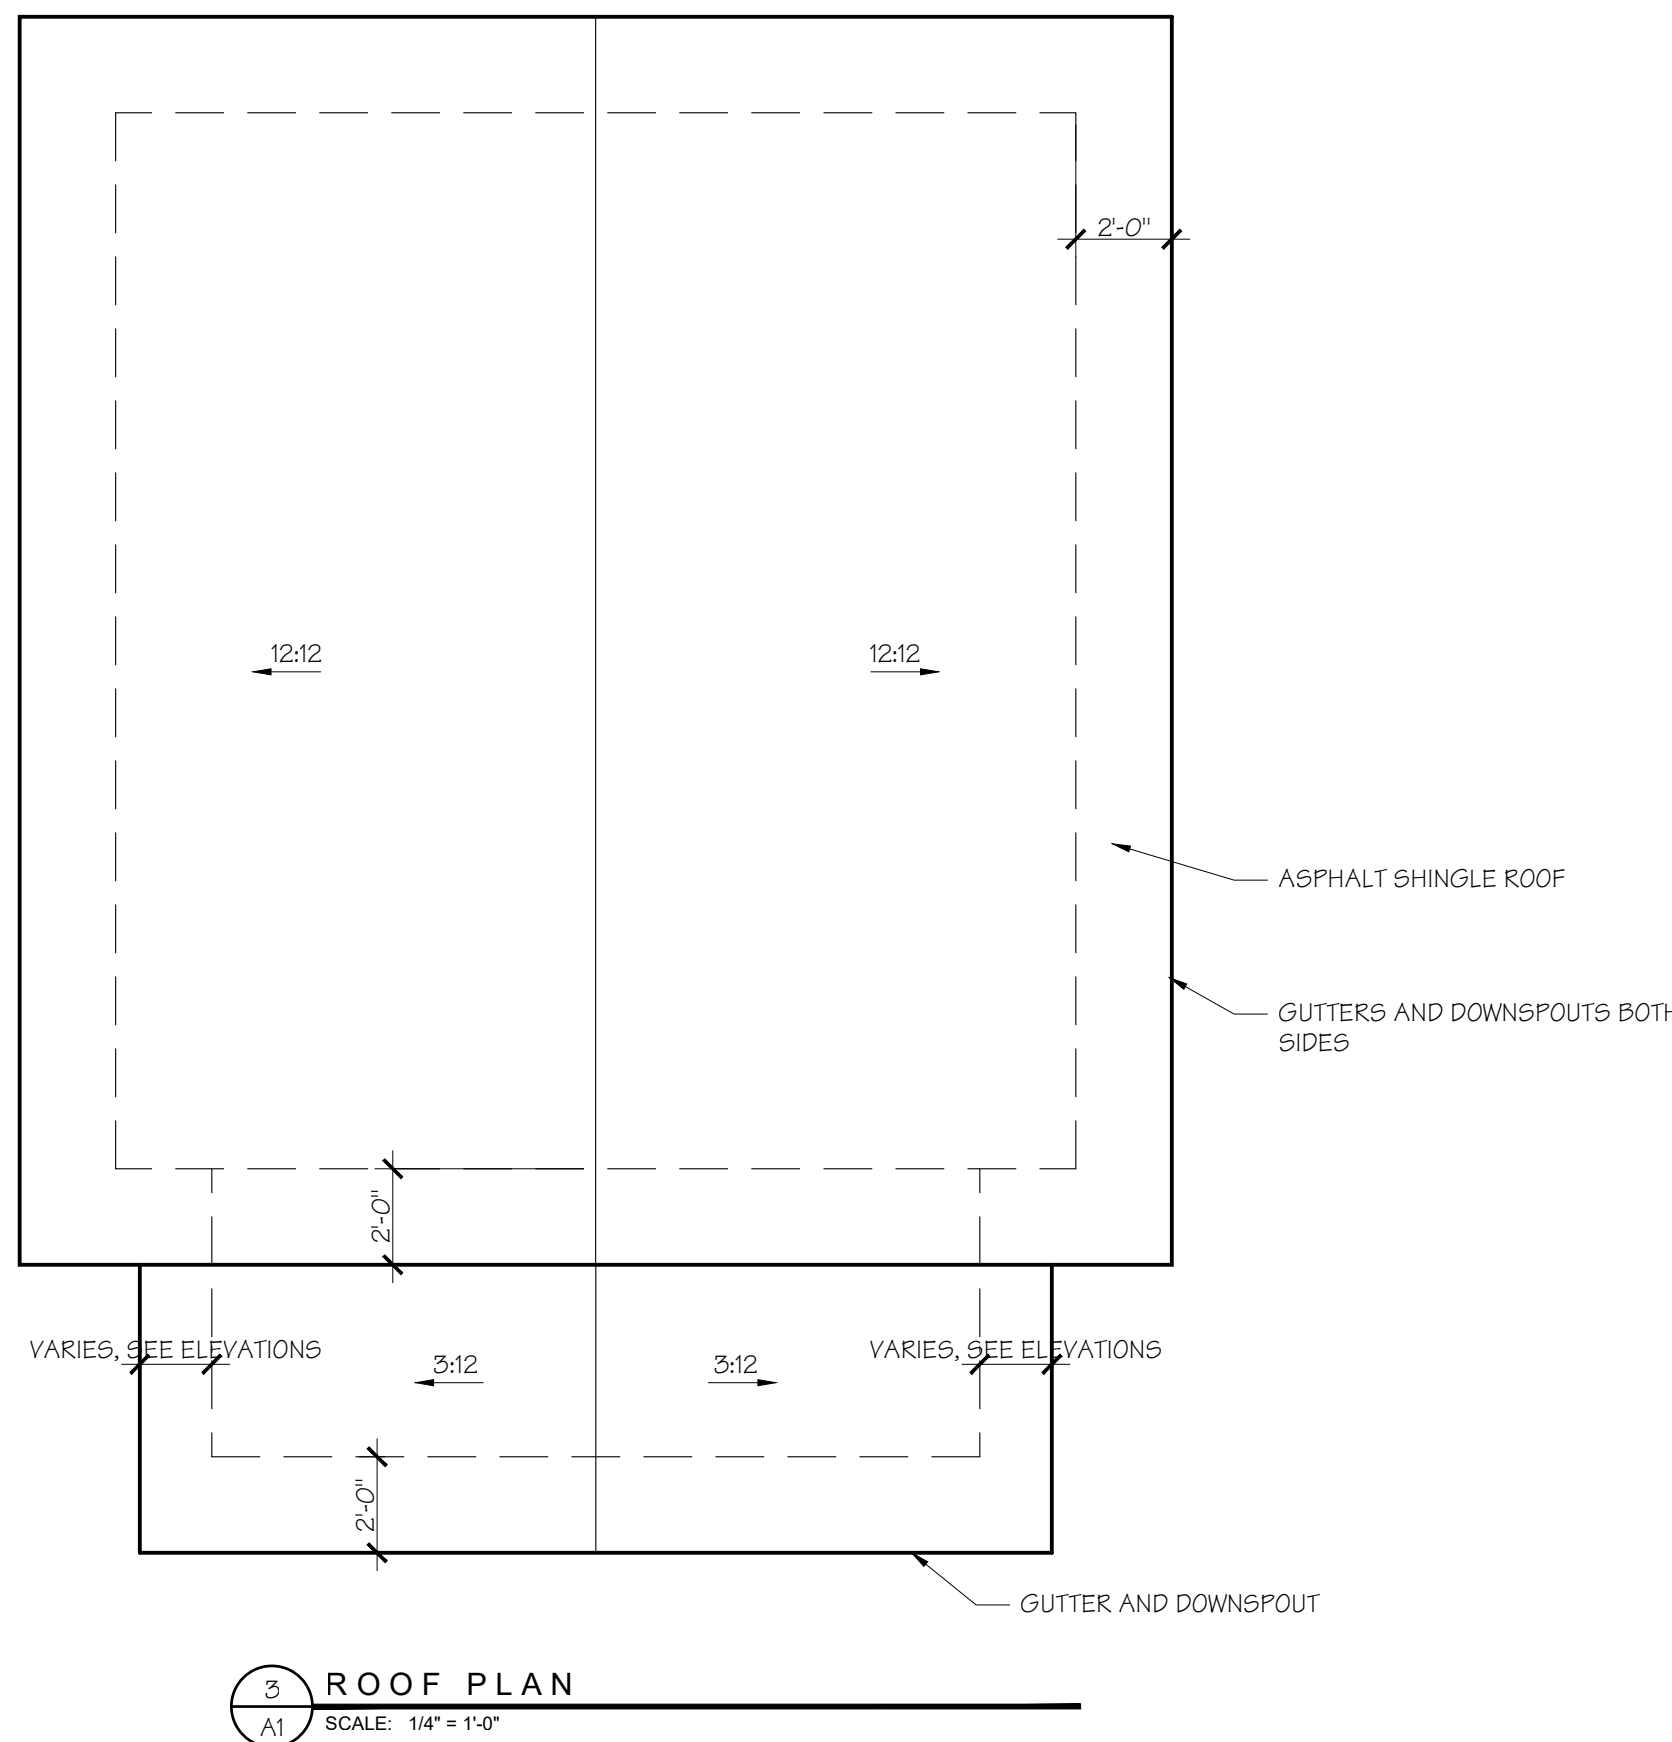 2'-0"
12:12
12:12
ASPHALT SHINGLE ROOF
GUTTERS AND DOWNSPOUTS BOTH
SIDES
2'-0"
VARIES, SEE ELEVATIONS
VARIES, SEE ELEVATIONS
3:12
3:12
2'-0"
GUTTER AND DOWNSPOUT
3
ROOF PLAN
A1
SCALE: 1/4" = 1'-0"